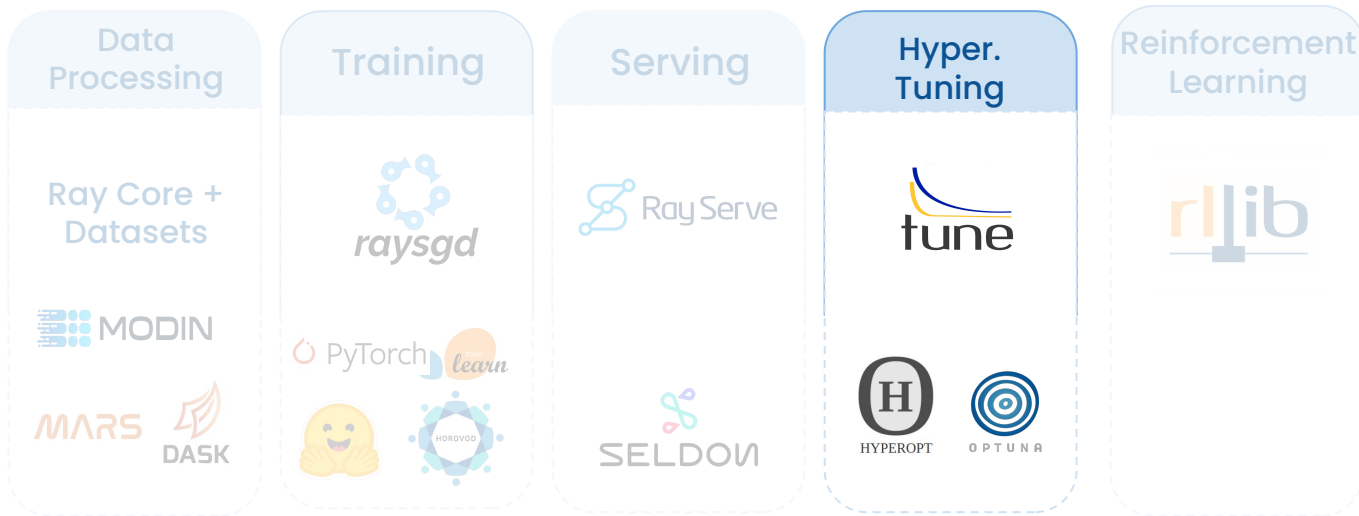 Data
Processing
Training
Serving
Hyper.
Tuning
Reinforcement
Learning
Ray Core +
Datasets
raysgd
Ray Serve
tune
rllib
MODIN
PyTorch
learn
MARS
DASK
HOROVOD
SELDON
H
HYPEROPT
OPTUNA